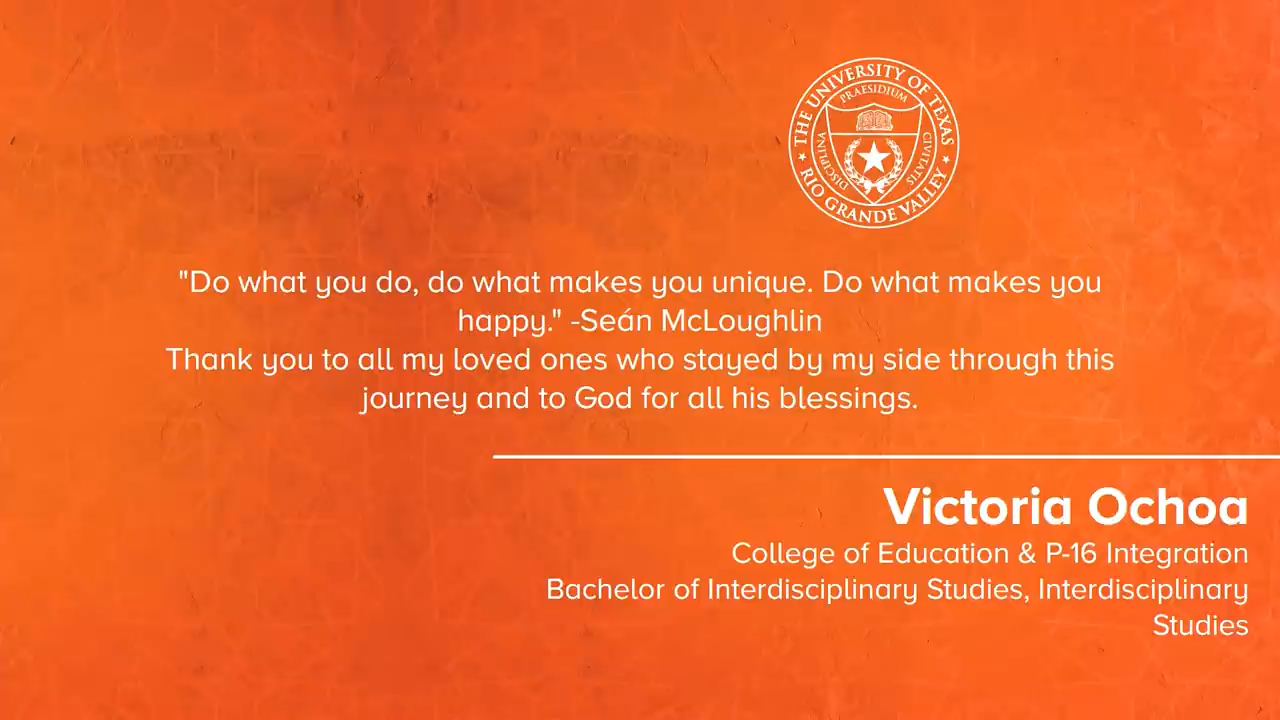 THE UNIVERSITY OF TEXAS
RIO GRANDE VALLEY
PRAESIDIUM
DISCIPLINA
CIVITATIS
"Do what you do, do what makes you unique. Do what makes you
happy." -Seán McLoughlin
Thank you to all my loved ones who stayed by my side through this
journey and to God for all his blessings.
Victoria Ochoa
College of Education & P-16 Integration
Bachelor of Interdisciplinary Studies, Interdisciplinary
Studies